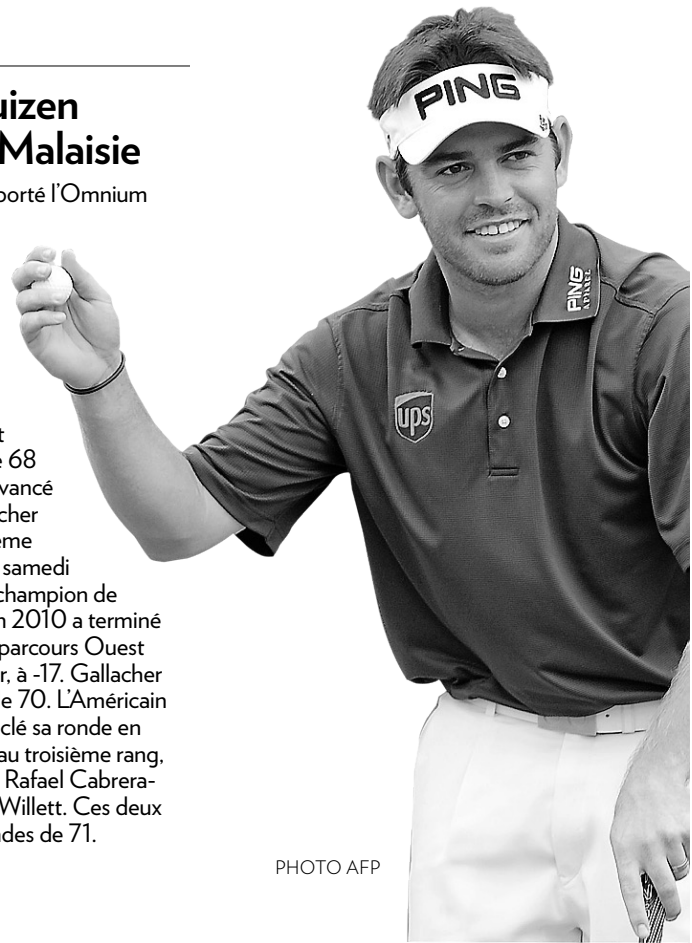 uizen
Malaisie
porté l'Omnium
PING
PING
APPAREL
ups
t
e 68
vancé
cher
ème
samedi
champion de
n 2010 a terminé
parcours Ouest
r, à -17. Gallacher
e 70. L'Américain
clé sa ronde en
au troisième rang,
Rafael Cabrera-
Willett. Ces deux
des de 71.
PHOTO AFP